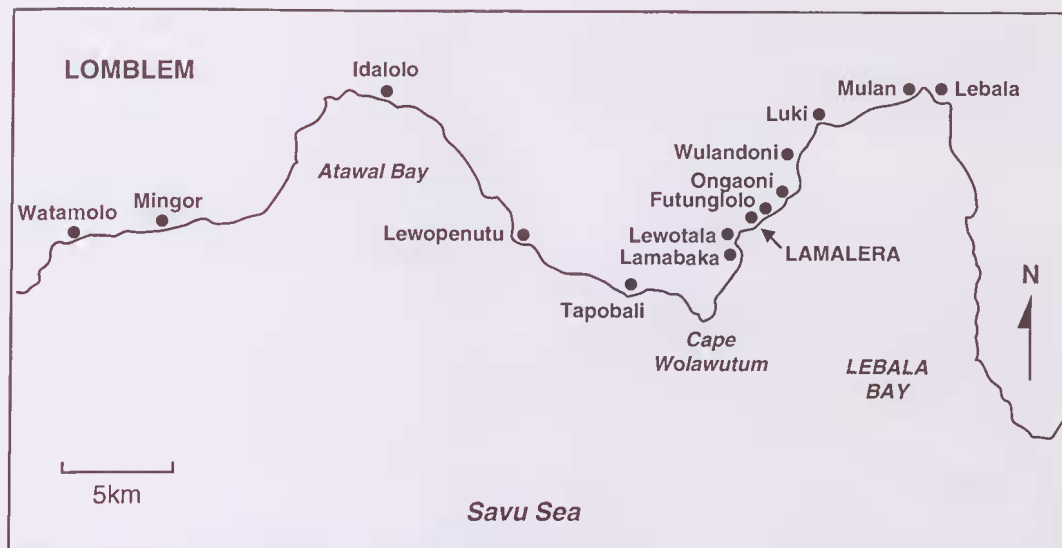 LOMBLEM
Idalolo
Mulan
Lebala
Luki
Wulandoni
Atawal Bay
Ongaoni
Mingor
Futunglolo
Watamolo
Lewopenutu
Lewotala
Lamabaka
LAMALERA
N
Tapobali
Cape
Wolawutum
LEBALA
BAY
5km
Savu Sea